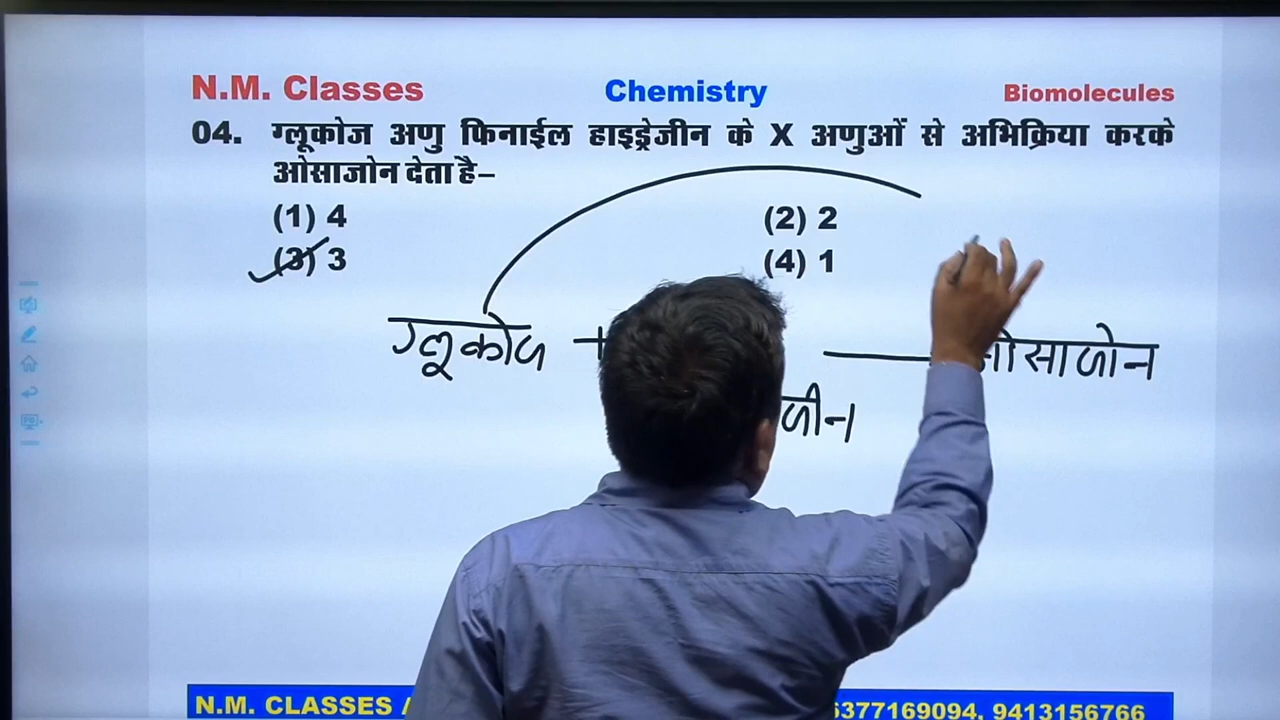 N.M. Classes Chemistry Biomolecules
04. ग्लूकोज अणु फिनाईल हाइड्रेजीन के X अणुओं से अभिक्रिया करके
ओसाजोन देता है–
(1) 4 (2) 2
(3) 3 (4) 1
ग्लूकोज + ओसाजोन
जीन
N.M. CLASSES 6377169094, 9413156766